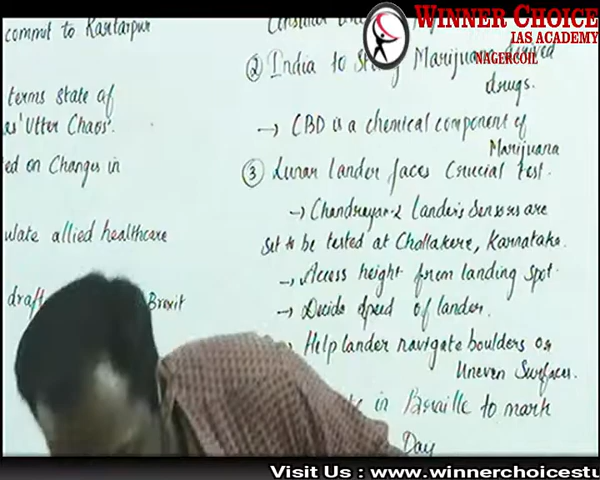 WINNER CHOICE
IAS ACADEMY
NAGERCOIL
commit to Kartarpur
terms state of
as 'Utter Chaos'.
ed on Changes in
ulate allied healthcare
draft Brexit
② India to Marijuana derived
drugs.
→ CBD is a chemical component of
Marijuana
③ Lunar lander faces Crucial test.
→ Chandrayan-2 Lander's Sensors are
set to be tested at Challakere, Karnataka.
→ Access height from landing spot.
→ Decide speed of lander.
Help lander navigate boulders or
Uneven Surfaces.
in Braille to mark
Day
Visit Us : www.winnerchoicestu